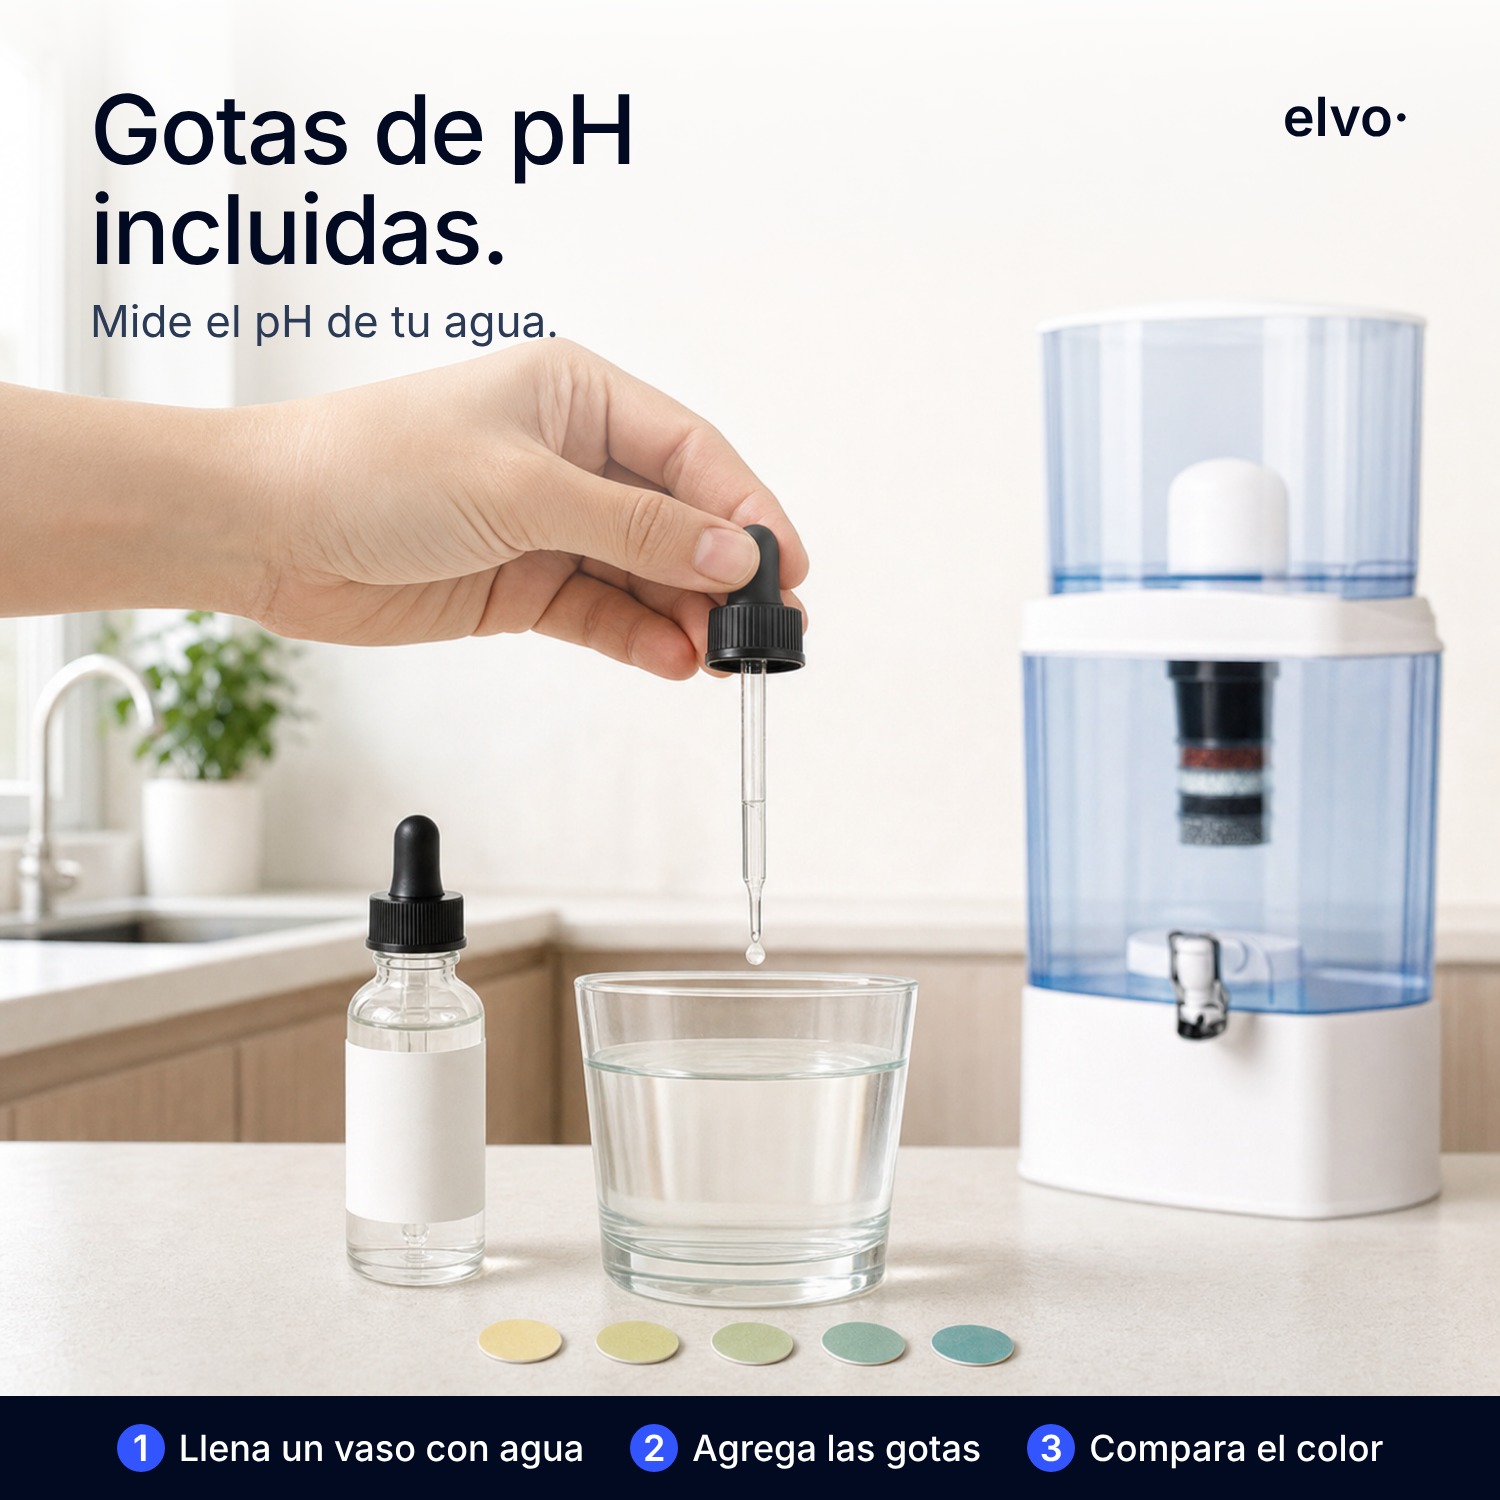 Gotas de pH
incluidas.
Mide el pH de tu agua.
elvo·
1 Llena un vaso con agua
2 Agrega las gotas
3 Compara el color